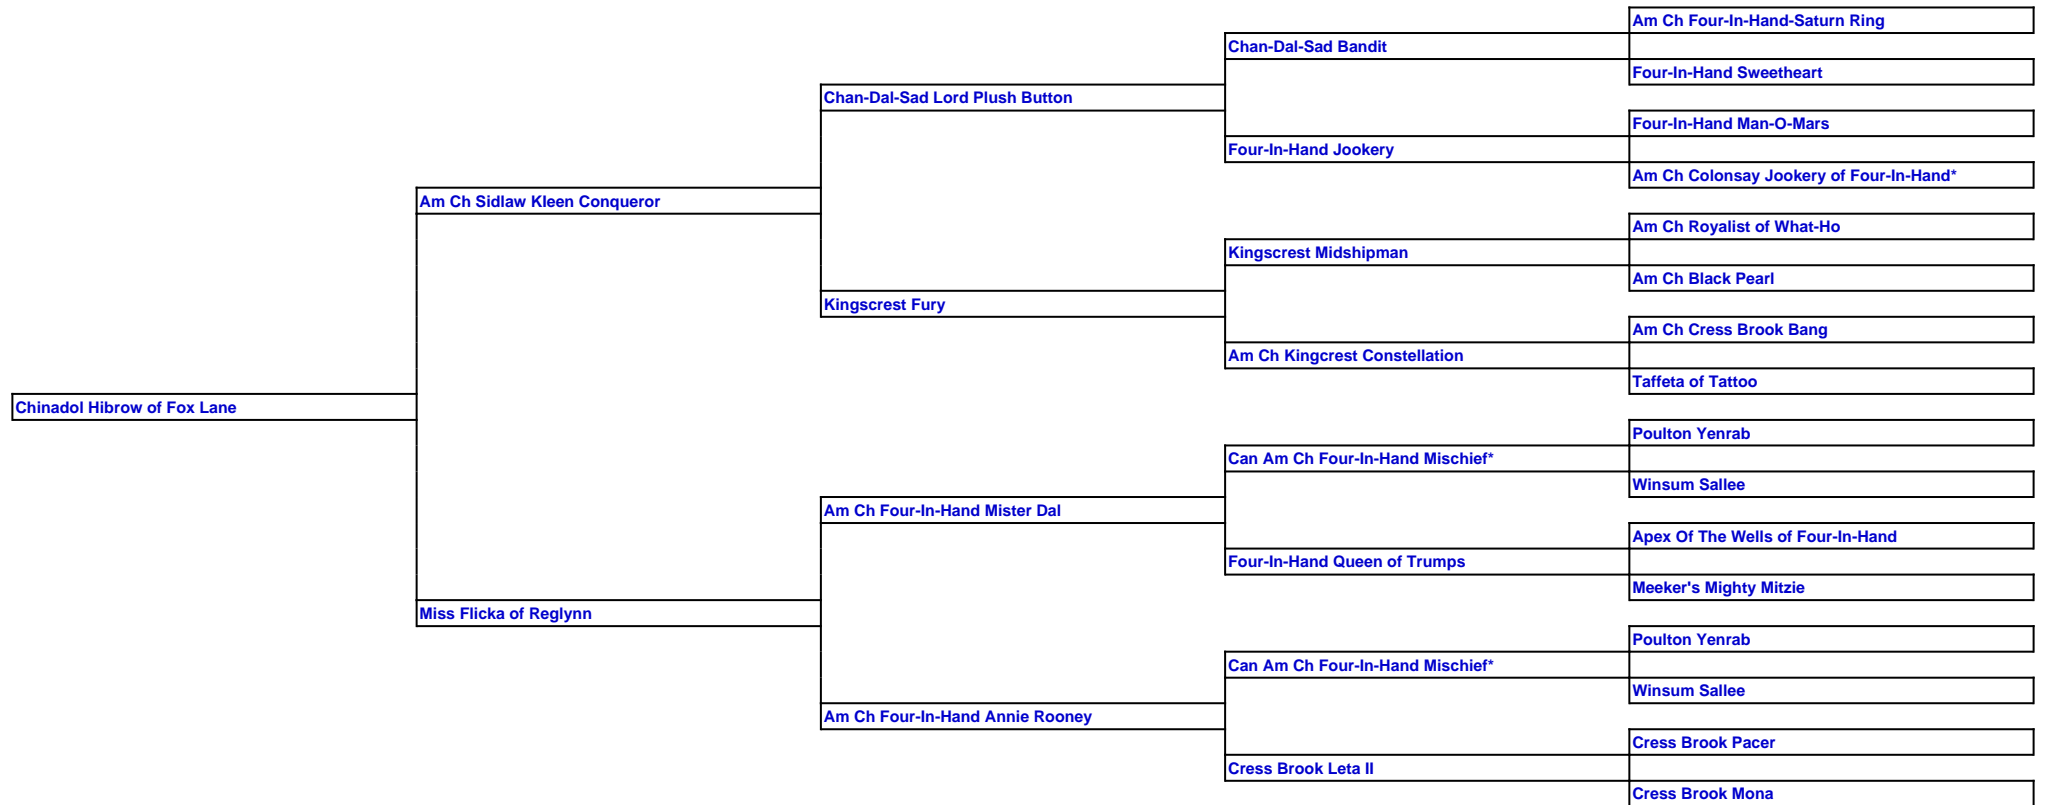 Am Ch Four-In-Hand-Saturn Ring
Chan-Dal-Sad Bandit
Four-In-Hand Sweetheart
Chan-Dal-Sad Lord Plush Button
Four-In-Hand Man-O-Mars
Four-In-Hand Jookery
Am Ch Colonsay Jookery of Four-In-Hand*
Am Ch Sidlaw Kleen Conqueror
Am Ch Royalist of What-Ho
Kingscrest Midshipman
Am Ch Black Pearl
Kingscrest Fury
Am Ch Cress Brook Bang
Am Ch Kingcrest Constellation
Taffeta of Tattoo
Chinadol Hibrow of Fox Lane
Poulton Yenrab
Can Am Ch Four-In-Hand Mischief*
Winsum Sallee
Am Ch Four-In-Hand Mister Dal
Apex Of The Wells of Four-In-Hand
Four-In-Hand Queen of Trumps
Meeker's Mighty Mitzie
Miss Flicka of Reglynn
Poulton Yenrab
Can Am Ch Four-In-Hand Mischief*
Winsum Sallee
Am Ch Four-In-Hand Annie Rooney
Cress Brook Pacer
Cress Brook Leta II
Cress Brook Mona